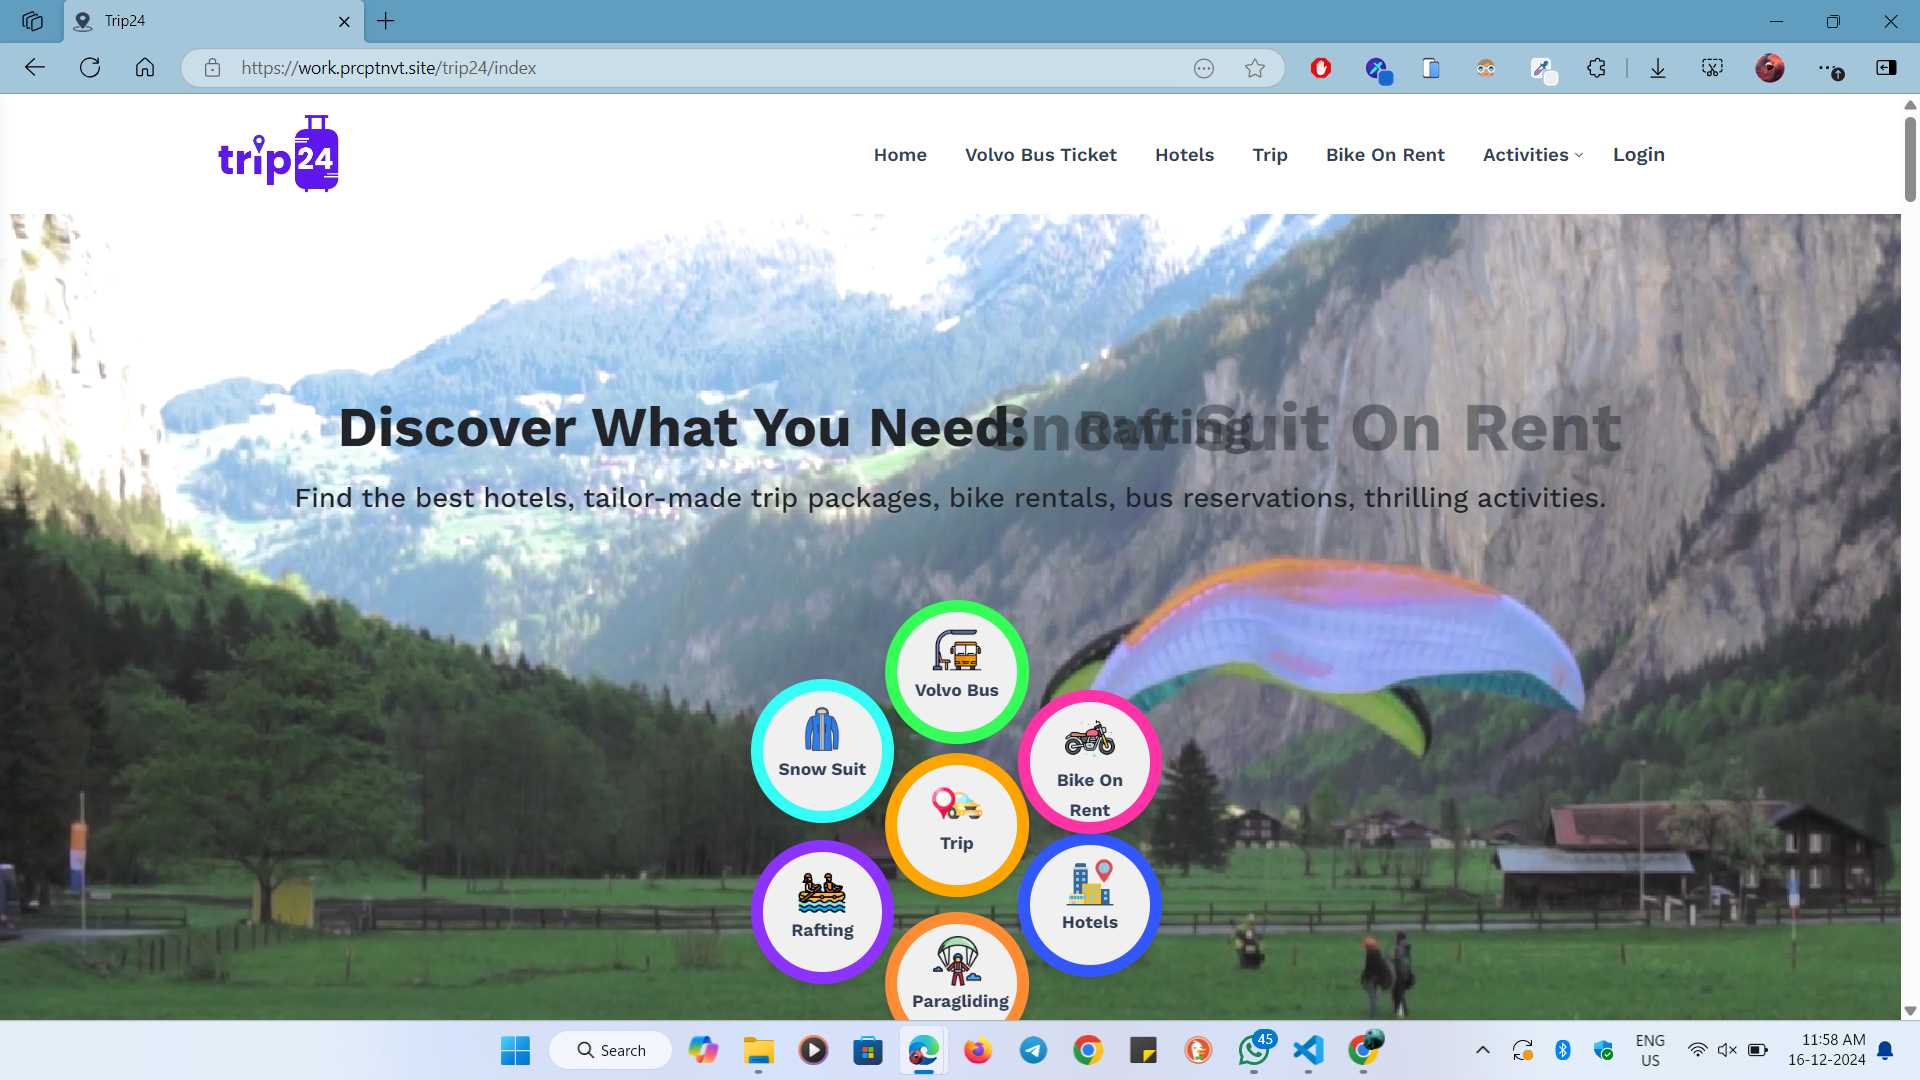 Trip24
https://work.prcptnvt.site/trip24/index
trip24
Home
Volvo Bus Ticket
Hotels
Trip
Bike On Rent
Activities
Login
Discover What You Need:
Snow Suit On Rent
Rafting
Find the best hotels, tailor-made trip packages, bike rentals, bus reservations, thrilling activities.
Volvo Bus
Snow Suit
Bike On
Rent
Trip
Rafting
Hotels
Paragliding
Search
45
ENG
US
11:58 AM
16-12-2024